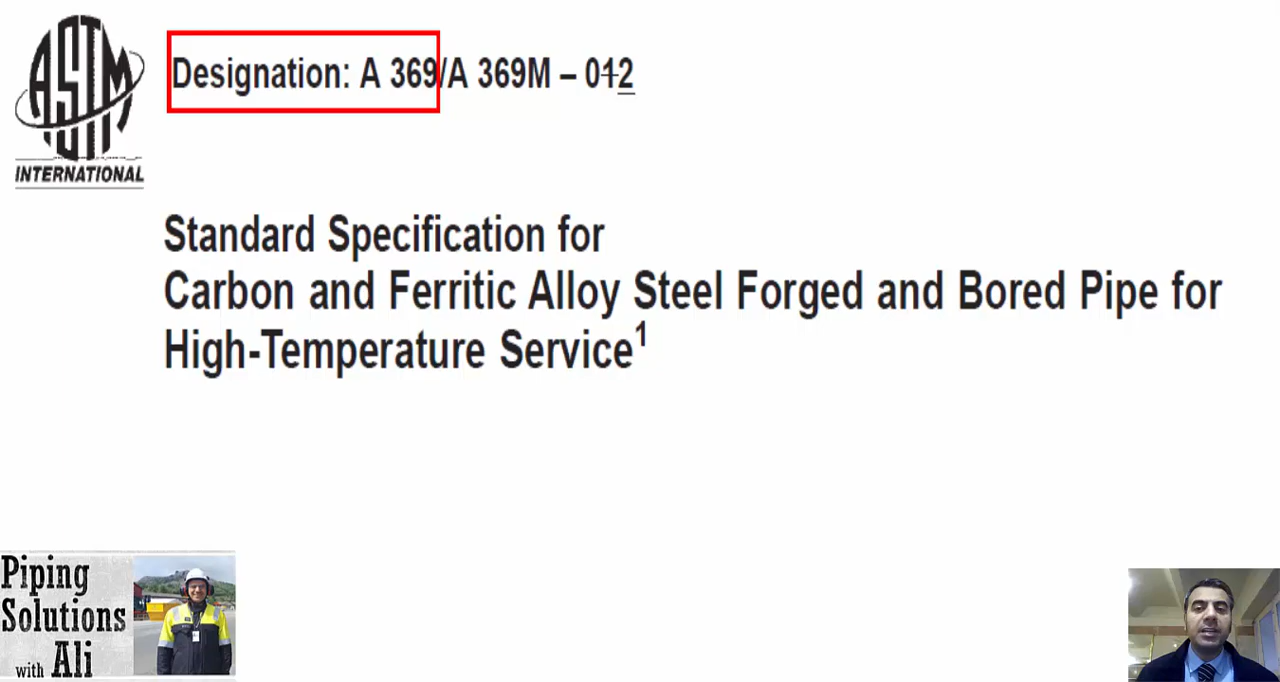 ASTM
INTERNATIONAL
Designation: A 369/A 369M – 012
Standard Specification for
Carbon and Ferritic Alloy Steel Forged and Bored Pipe for
High-Temperature Service1
Piping
Solutions
with Ali